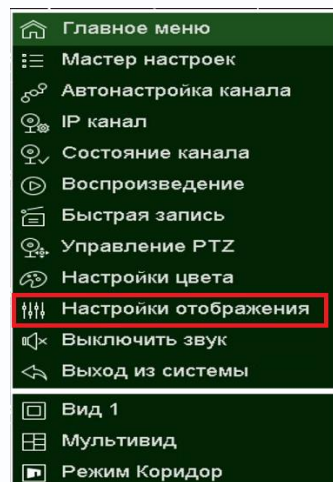 Главное меню
Мастер настроек
Автонастройка канала
IP канал
Состояние канала
Воспроизведение
Быстрая запись
Управление PTZ
Настройки цвета
Настройки отображения
Выключить звук
Выход из системы
Вид 1
Мультивид
Режим Коридор